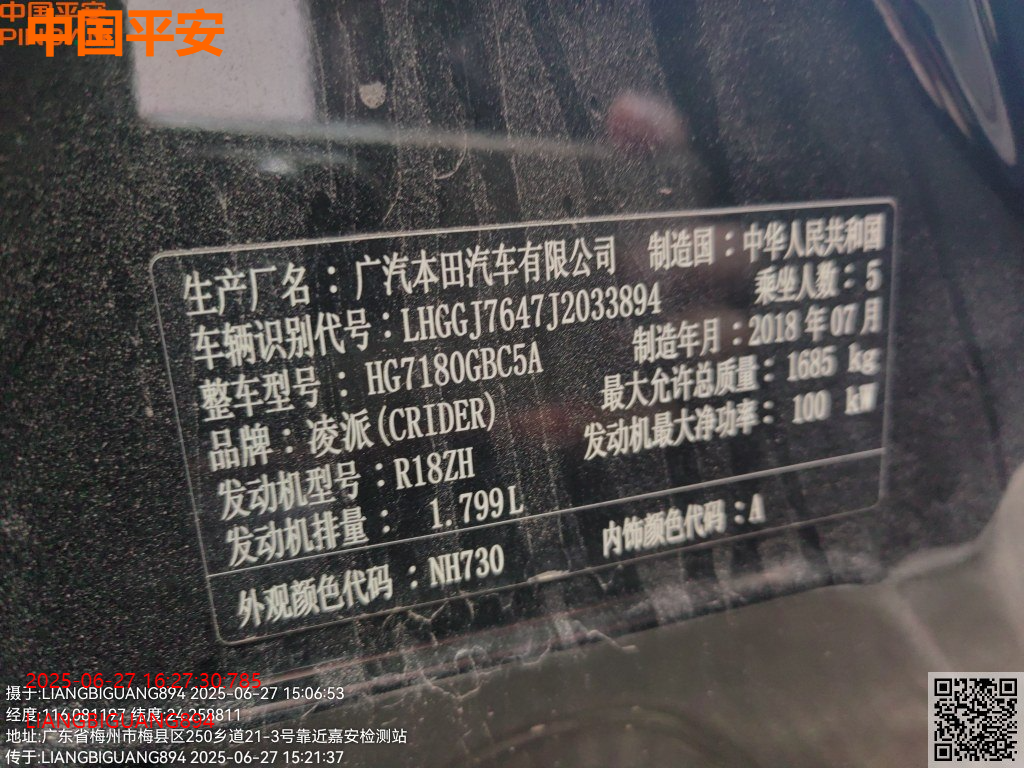 中国平安
中国平安
生产厂名：广汽本田汽车有限公司 制造国：中华人民共和国
车辆识别代号：LHGGJ7647J2033894 乘坐人数：5
整车型号：HG7180GBC5A 制造年月：2018年07月
品牌：凌派(CRIDER) 最大允许总质量：1685 kg
发动机型号：R18ZH 发动机最大净功率：100 kW
发动机排量：1.799L
外观颜色代码：NH730 内饰颜色代码：A
2025-06-27 16:27:30:785
摄于:LIANGBIGUANG894 2025-06-27 15:06:53
纬度:24.258811
LIANGBIGUANG894
地址:广东省梅州市梅县区250乡道21-3号靠近嘉安检测站
传于:LIANGBIGUANG894 2025-06-27 15:21:37